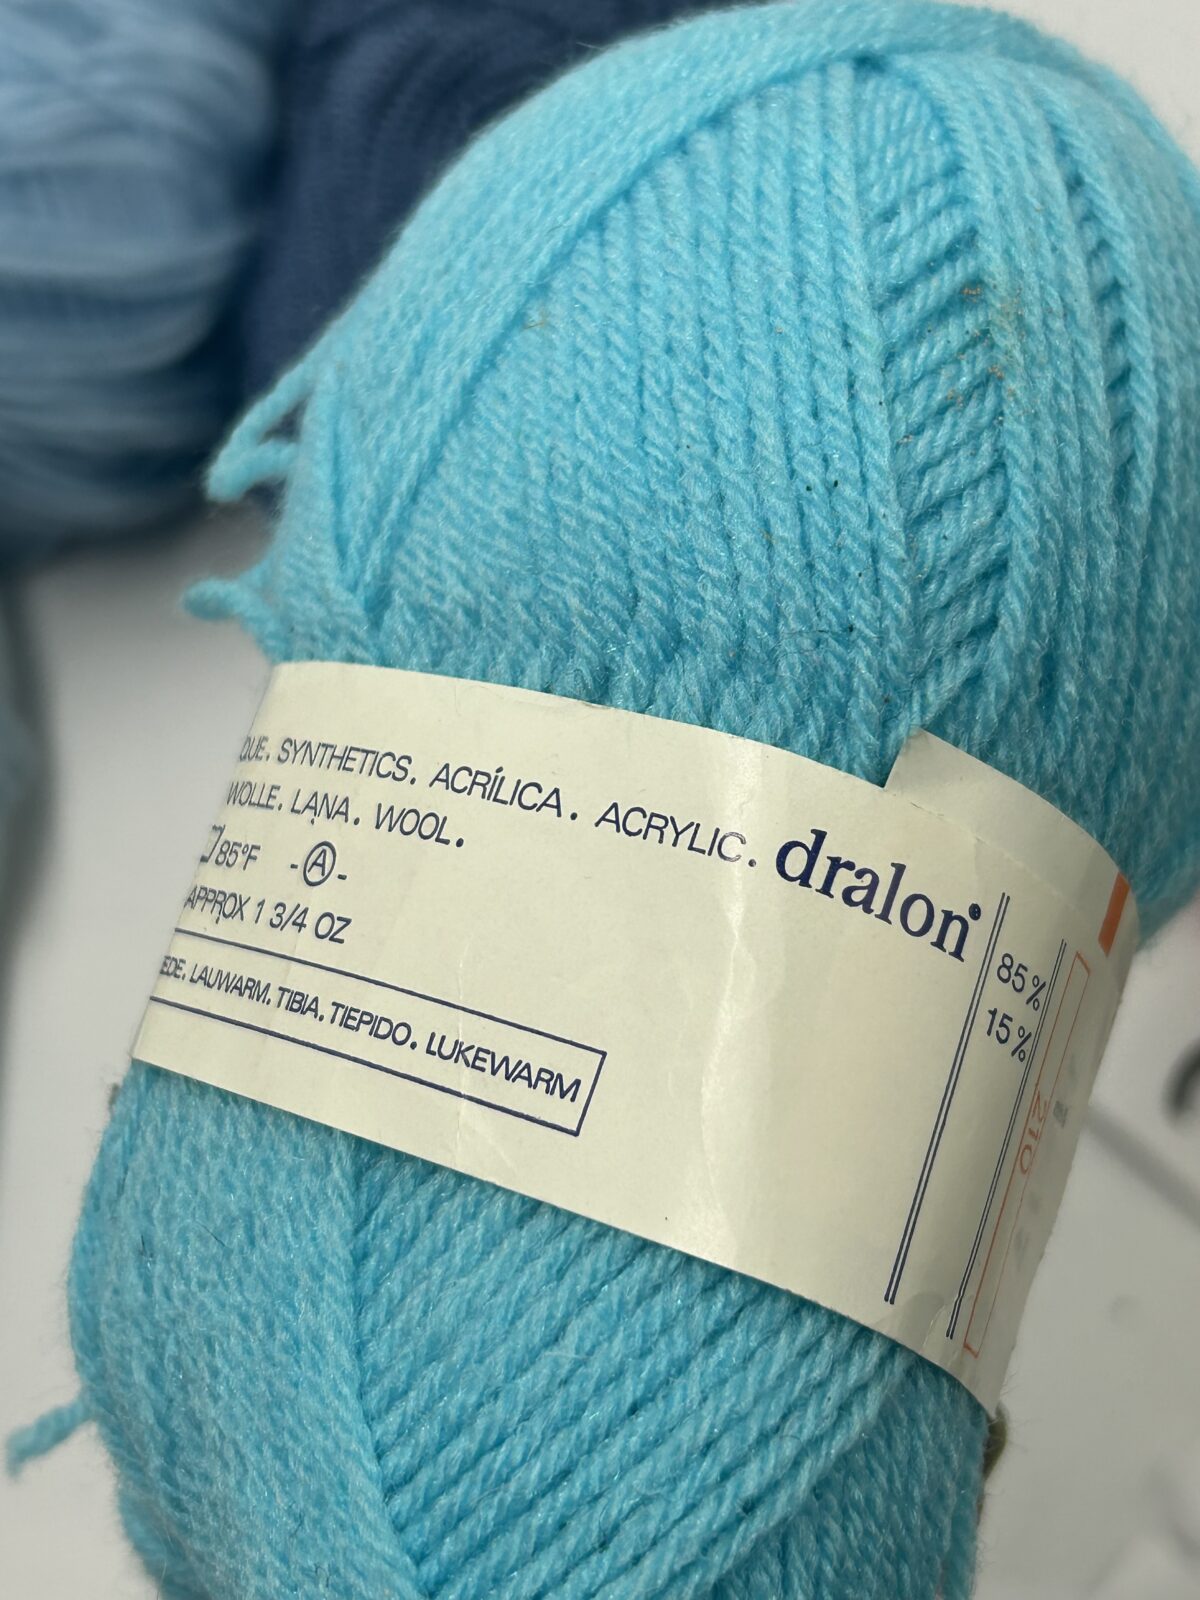 QUE. SYNTHETICS. ACRÍLICA. ACRYLIC. dralon® 85%
WOLLE. LANA. WOOL. 15%
85°F -A-
APPROX 1 3/4 OZ
LAUWARM. TIBIA. TIEPIDO. LUKEWARM
210